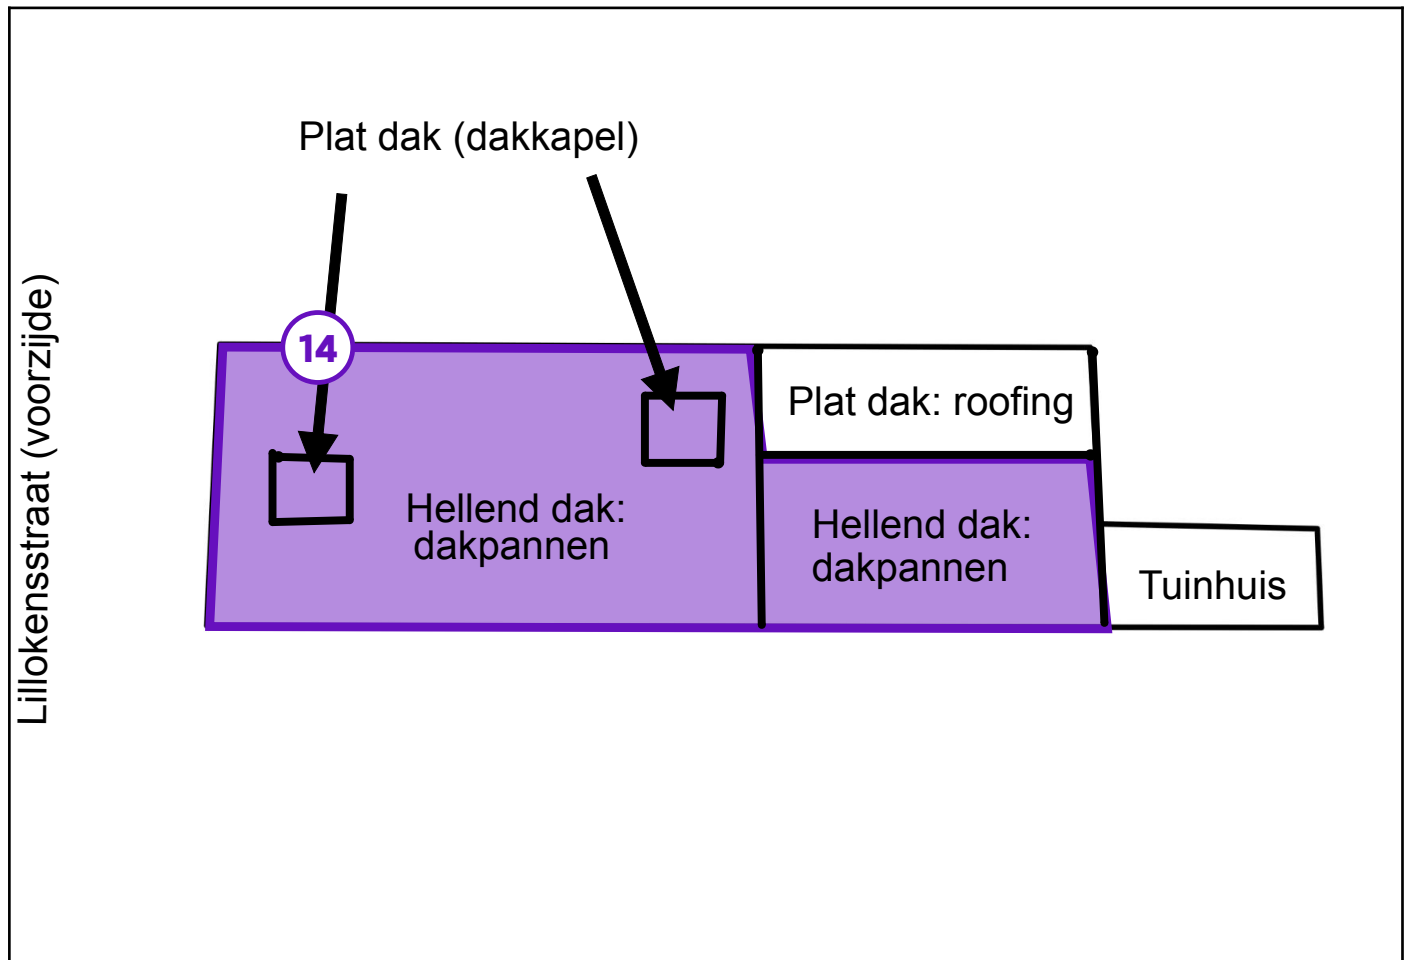 Plat dak (dakkapel)
Lillokensstraat (voorzijde)
14
Plat dak: roofing
Hellend dak:
dakpannen
Hellend dak:
dakpannen
Tuinhuis